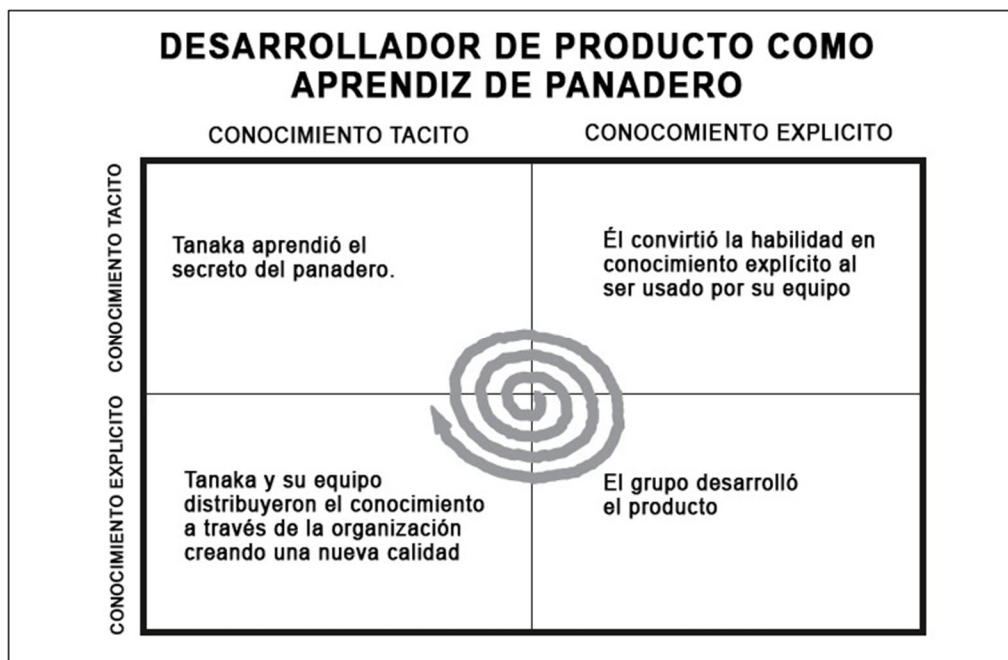 DESARROLLADOR DE PRODUCTO COMO
APRENDIZ DE PANADERO
CONOCIMIENTO TACITO
CONOCOMIENTO EXPLICITO
CONOCIMIENTO TACITO
Tanaka aprendió el
secreto del panadero.
Él convirtió la habilidad en
conocimiento explícito al
ser usado por su equipo
CONOCIMIENTO EXPLICITO
Tanaka y su equipo
distribuyeron el conocimiento
a través de la organización
creando una nueva calidad
El grupo desarrolló
el producto